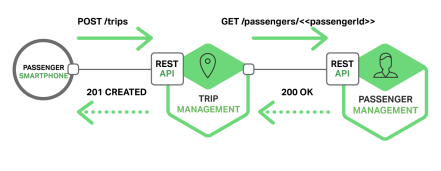 POST /trips
GET /passengers/<<passengerId>>
PASSENGER
SMARTPHONE
REST
API
REST
API
201 CREATED
TRIP
MANAGEMENT
200 OK
PASSENGER
MANAGEMENT